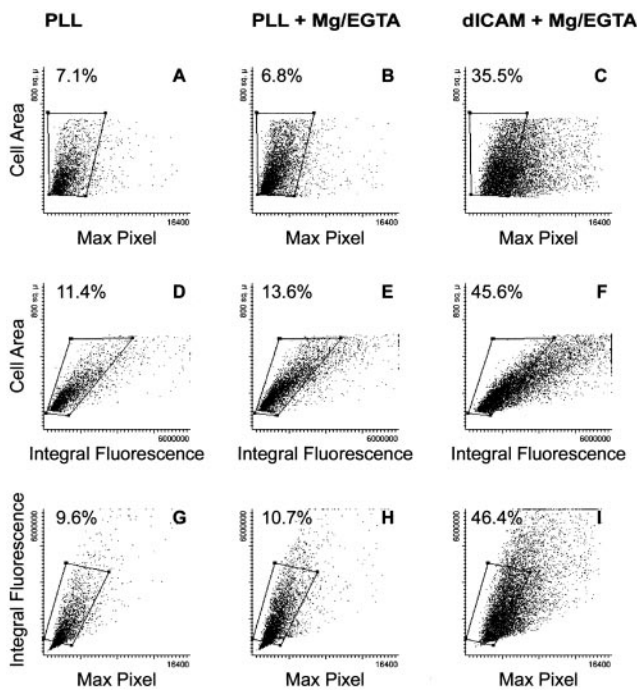 PLL PLL + Mg/EGTA dICAM + Mg/EGTA
7.1% A 6.8% B 35.5% C
800 sq. µ 800 sq. µ 800 sq. µ
Cell Area
16400 16400 16400
Max Pixel Max Pixel Max Pixel
11.4% D 13.6% E 45.6% F
800 sq. µ 800 sq. µ 800 sq. µ
Cell Area
6000000 6000000 6000000
Integral Fluorescence Integral Fluorescence Integral Fluorescence
9.6% G 10.7% H 46.4% I
6000000 6000000 6000000
Integral Fluorescence
16400 16400 16400
Max Pixel Max Pixel Max Pixel